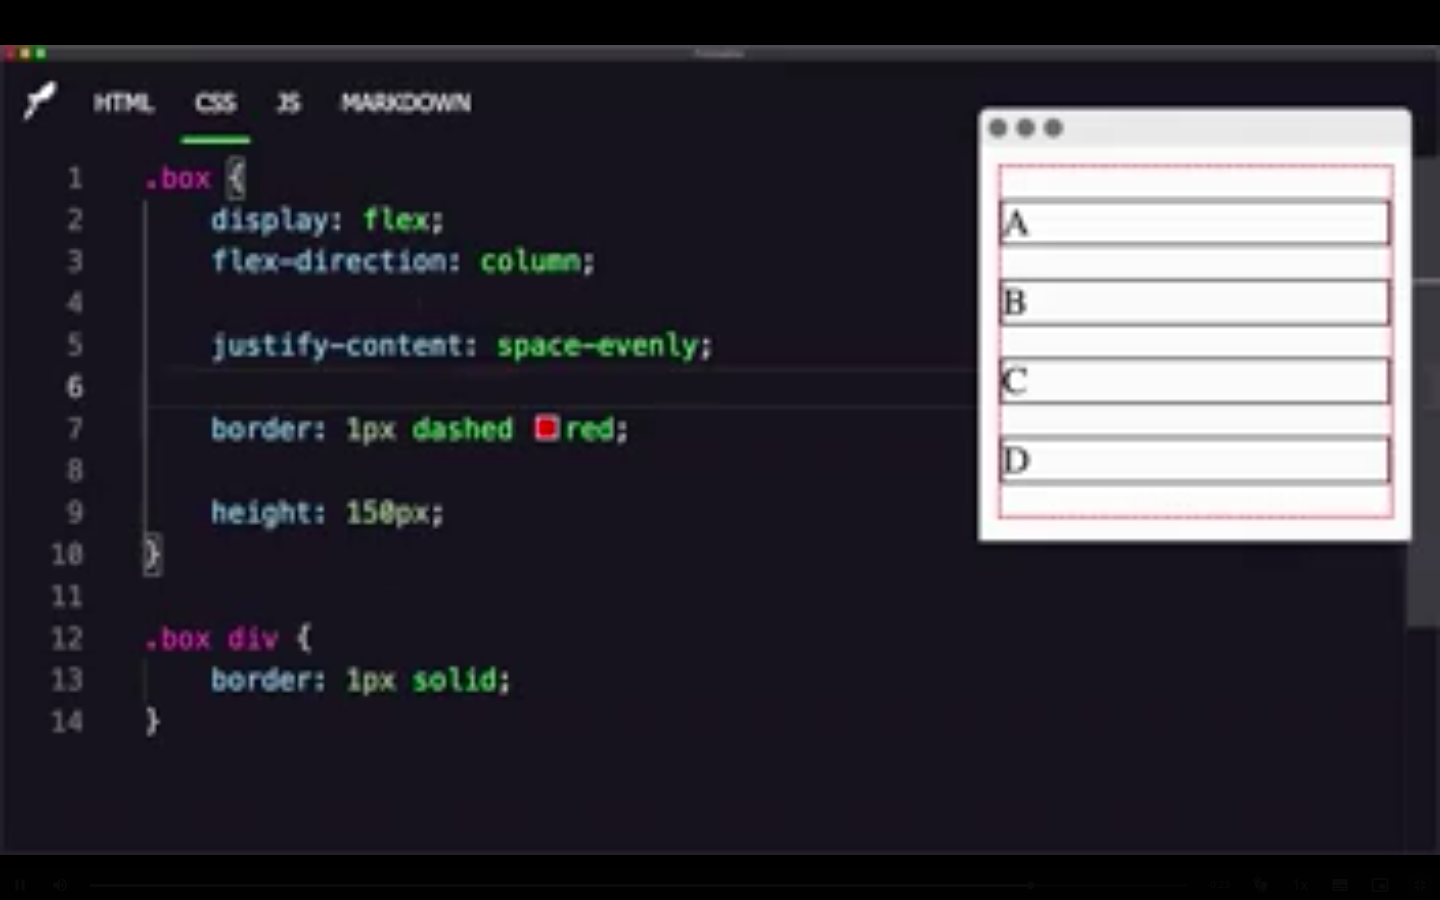 HTML CSS JS MARKDOWN
1 .box {
2 display: flex;
3 flex-direction: column;
4
5 justify-content: space-evenly;
6
7 border: 1px dashed red;
8
9 height: 150px;
10 }
11
12 .box div {
13 border: 1px solid;
14 }
A
B
C
D